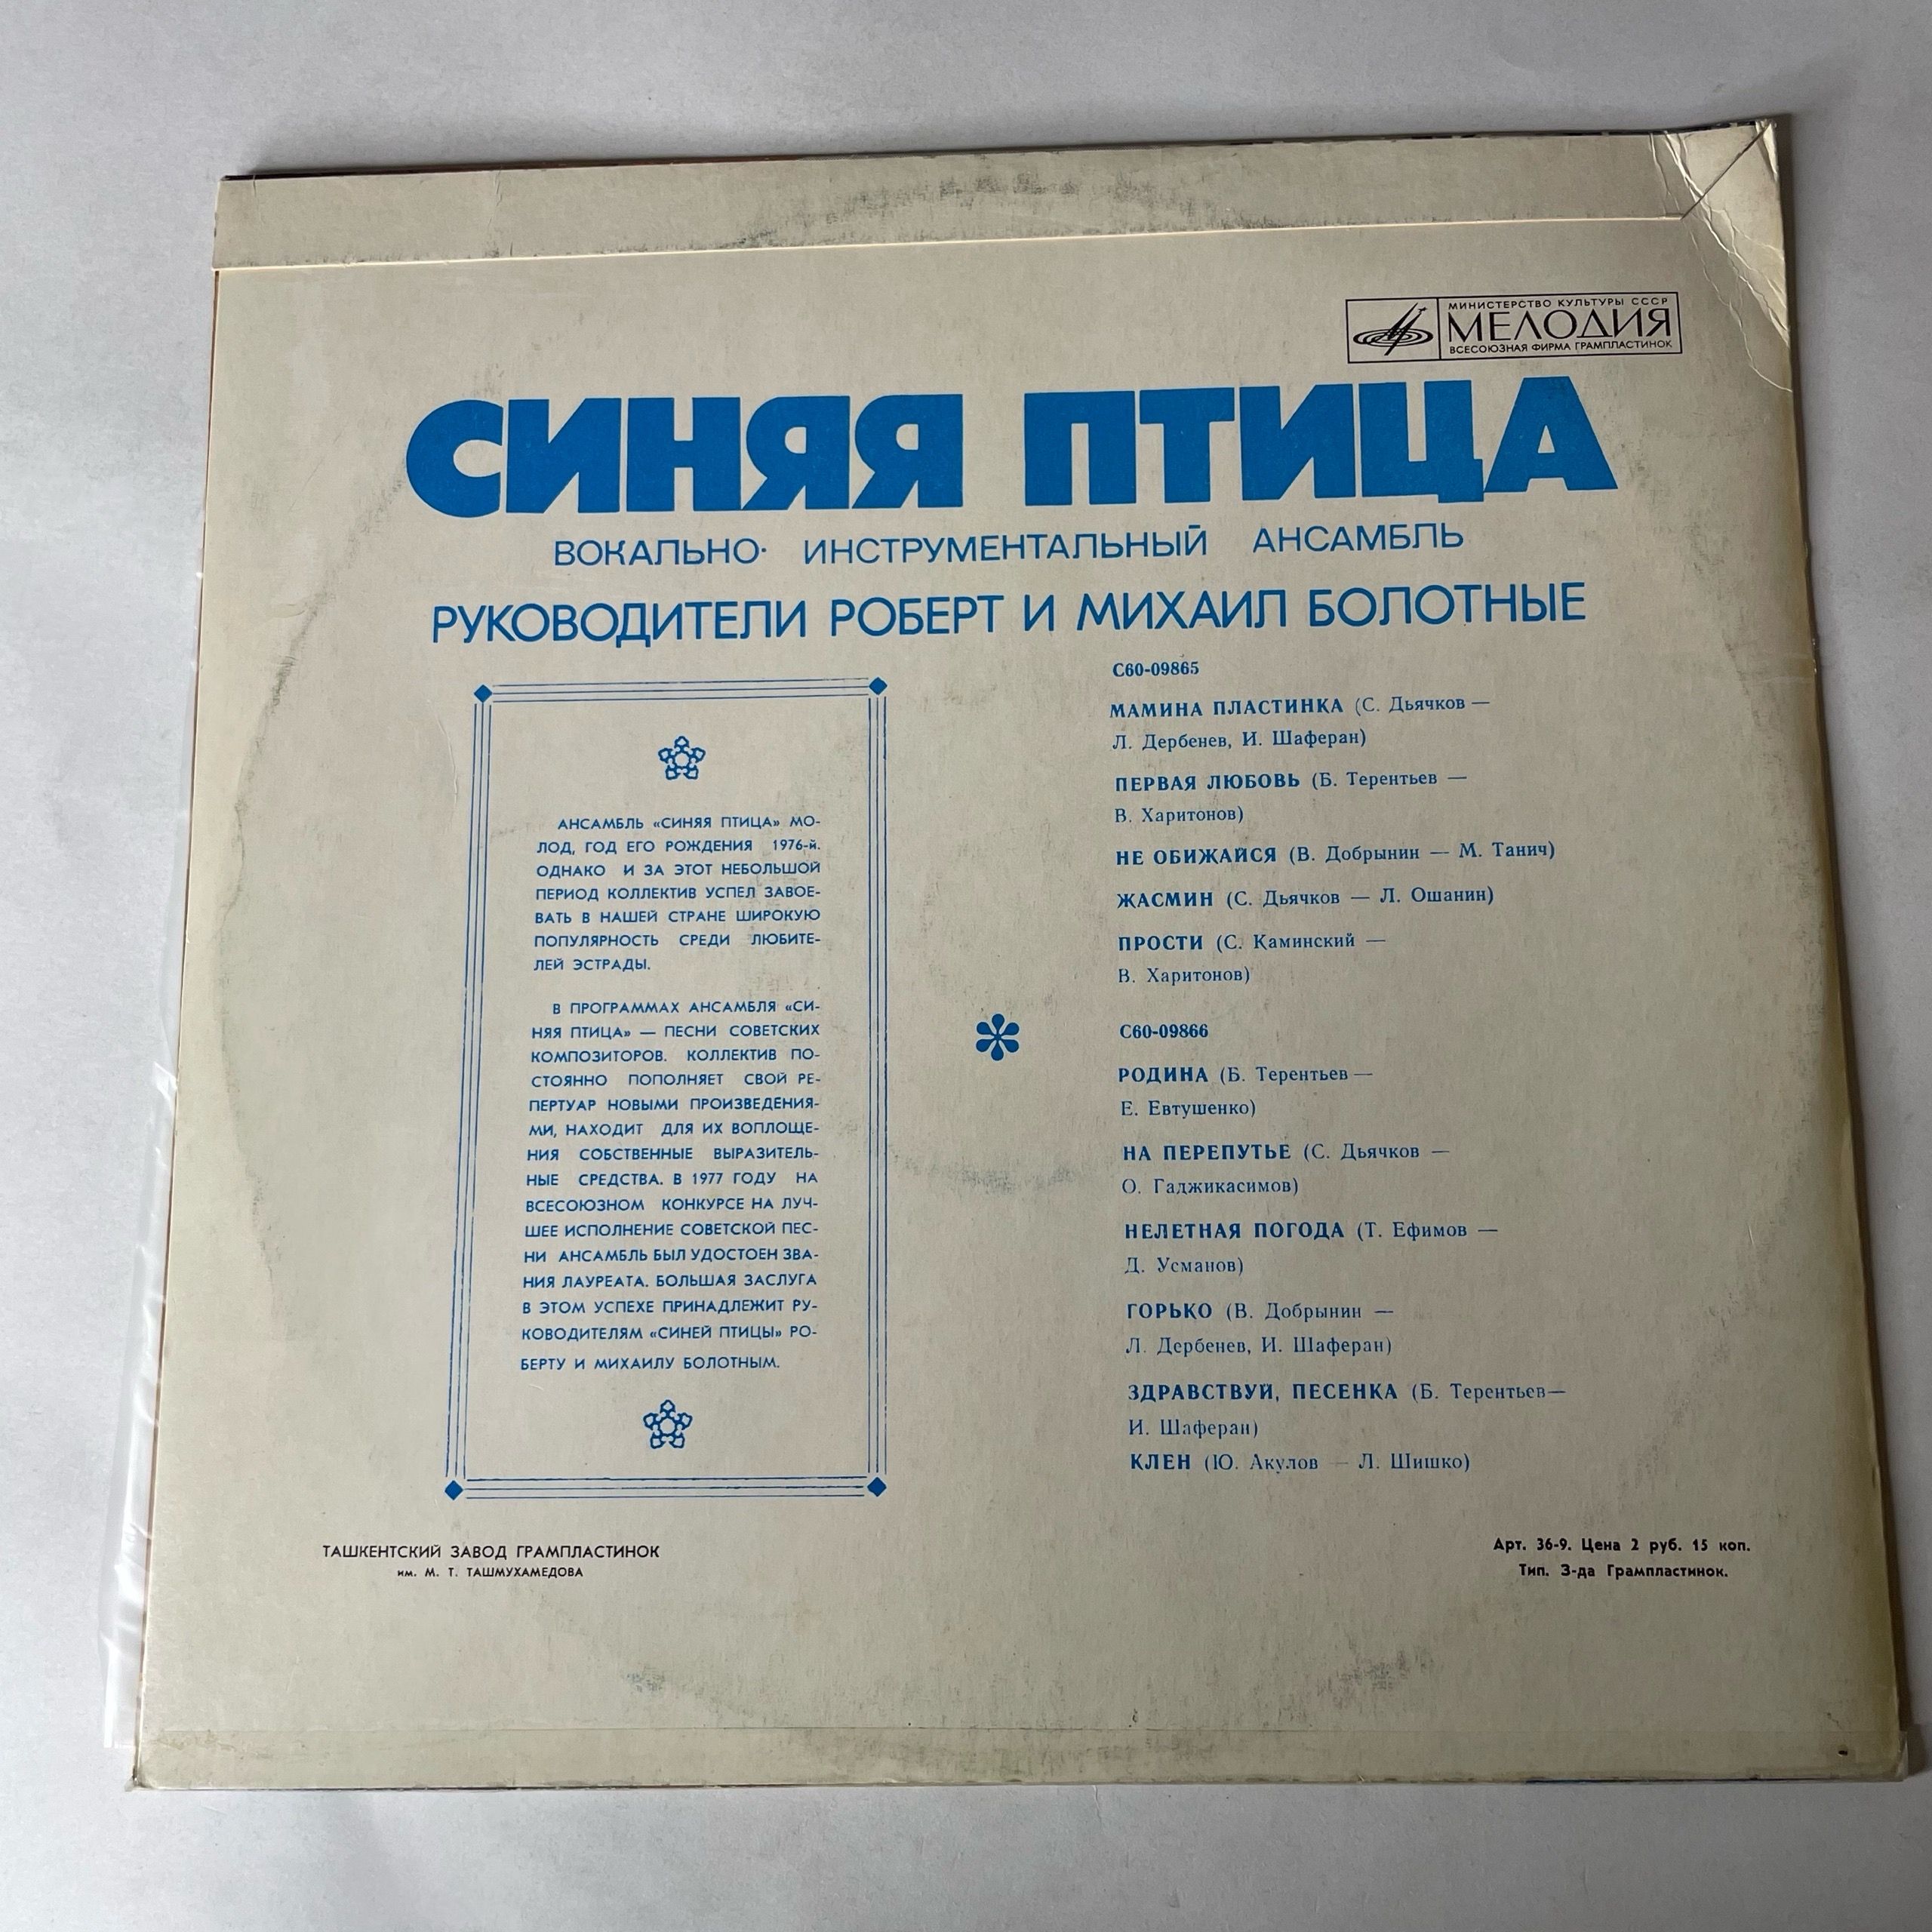 МИНИСТЕРСТВО КУЛЬТУРЫ СССР
МЕЛОДИЯ
ВСЕСОЮЗНАЯ ФИРМА ГРАМПЛАСТИНОК
СИНЯЯ ПТИЦА
ВОКАЛЬНО- ИНСТРУМЕНТАЛЬНЫЙ АНСАМБЛЬ
РУКОВОДИТЕЛИ РОБЕРТ И МИХАИЛ БОЛОТНЫЕ
АНСАМБЛЬ «СИНЯЯ ПТИЦА» МО-
ЛОД, ГОД ЕГО РОЖДЕНИЯ 1976-й.
ОДНАКО И ЗА ЭТОТ НЕБОЛЬШОЙ
ПЕРИОД КОЛЛЕКТИВ УСПЕЛ ЗАВОЕ-
ВАТЬ В НАШЕЙ СТРАНЕ ШИРОКУЮ
ПОПУЛЯРНОСТЬ СРЕДИ ЛЮБИТЕ-
ЛЕЙ ЭСТРАДЫ.
В ПРОГРАММАХ АНСАМБЛЯ «СИ-
НЯЯ ПТИЦА» — ПЕСНИ СОВЕТСКИХ
КОМПОЗИТОРОВ. КОЛЛЕКТИВ ПО-
СТОЯННО ПОПОЛНЯЕТ СВОЙ РЕ-
ПЕРТУАР НОВЫМИ ПРОИЗВЕДЕНИЯ-
МИ, НАХОДИТ ДЛЯ ИХ ВОПЛОЩЕ-
НИЯ СОБСТВЕННЫЕ ВЫРАЗИТЕЛЬ-
НЫЕ СРЕДСТВА. В 1977 ГОДУ НА
ВСЕСОЮЗНОМ КОНКУРСЕ НА ЛУЧ-
ШЕЕ ИСПОЛНЕНИЕ СОВЕТСКОЙ ПЕС-
НИ АНСАМБЛЬ БЫЛ УДОСТОЕН ЗВА-
НИЯ ЛАУРЕАТА. БОЛЬШАЯ ЗАСЛУГА
В ЭТОМ УСПЕХЕ ПРИНАДЛЕЖИТ РУ-
КОВОДИТЕЛЯМ «СИНЕЙ ПТИЦЫ» РО-
БЕРТУ И МИХАИЛУ БОЛОТНЫМ.
С60-09865
МАМИНА ПЛАСТИНКА (С. Дьячков —
Л. Дербенев, И. Шаферан)
ПЕРВАЯ ЛЮБОВЬ (Б. Терентьев —
В. Харитонов)
НЕ ОБИЖАЙСЯ (В. Добрынин — М. Танич)
ЖАСМИН (С. Дьячков — Л. Ошанин)
ПРОСТИ (С. Каминский —
В. Харитонов)
С60-09866
РОДИНА (Б. Терентьев —
Е. Евтушенко)
НА ПЕРЕПУТЬЕ (С. Дьячков —
О. Гаджикасимов)
НЕЛЕТНАЯ ПОГОДА (Т. Ефимов —
Д. Усманов)
ГОРЬКО (В. Добрынин —
Л. Дербенев, И. Шаферан)
ЗДРАВСТВУЙ, ПЕСЕНКА (Б. Терентьев—
И. Шаферан)
КЛЕН (Ю. Акулов — Л. Шишко)
ТАШКЕНТСКИЙ ЗАВОД ГРАМПЛАСТИНОК
им. М. Т. ТАШМУХАМЕДОВА
Арт. 36-9. Цена 2 руб. 15 коп.
Тип. З-да Грампластинок.